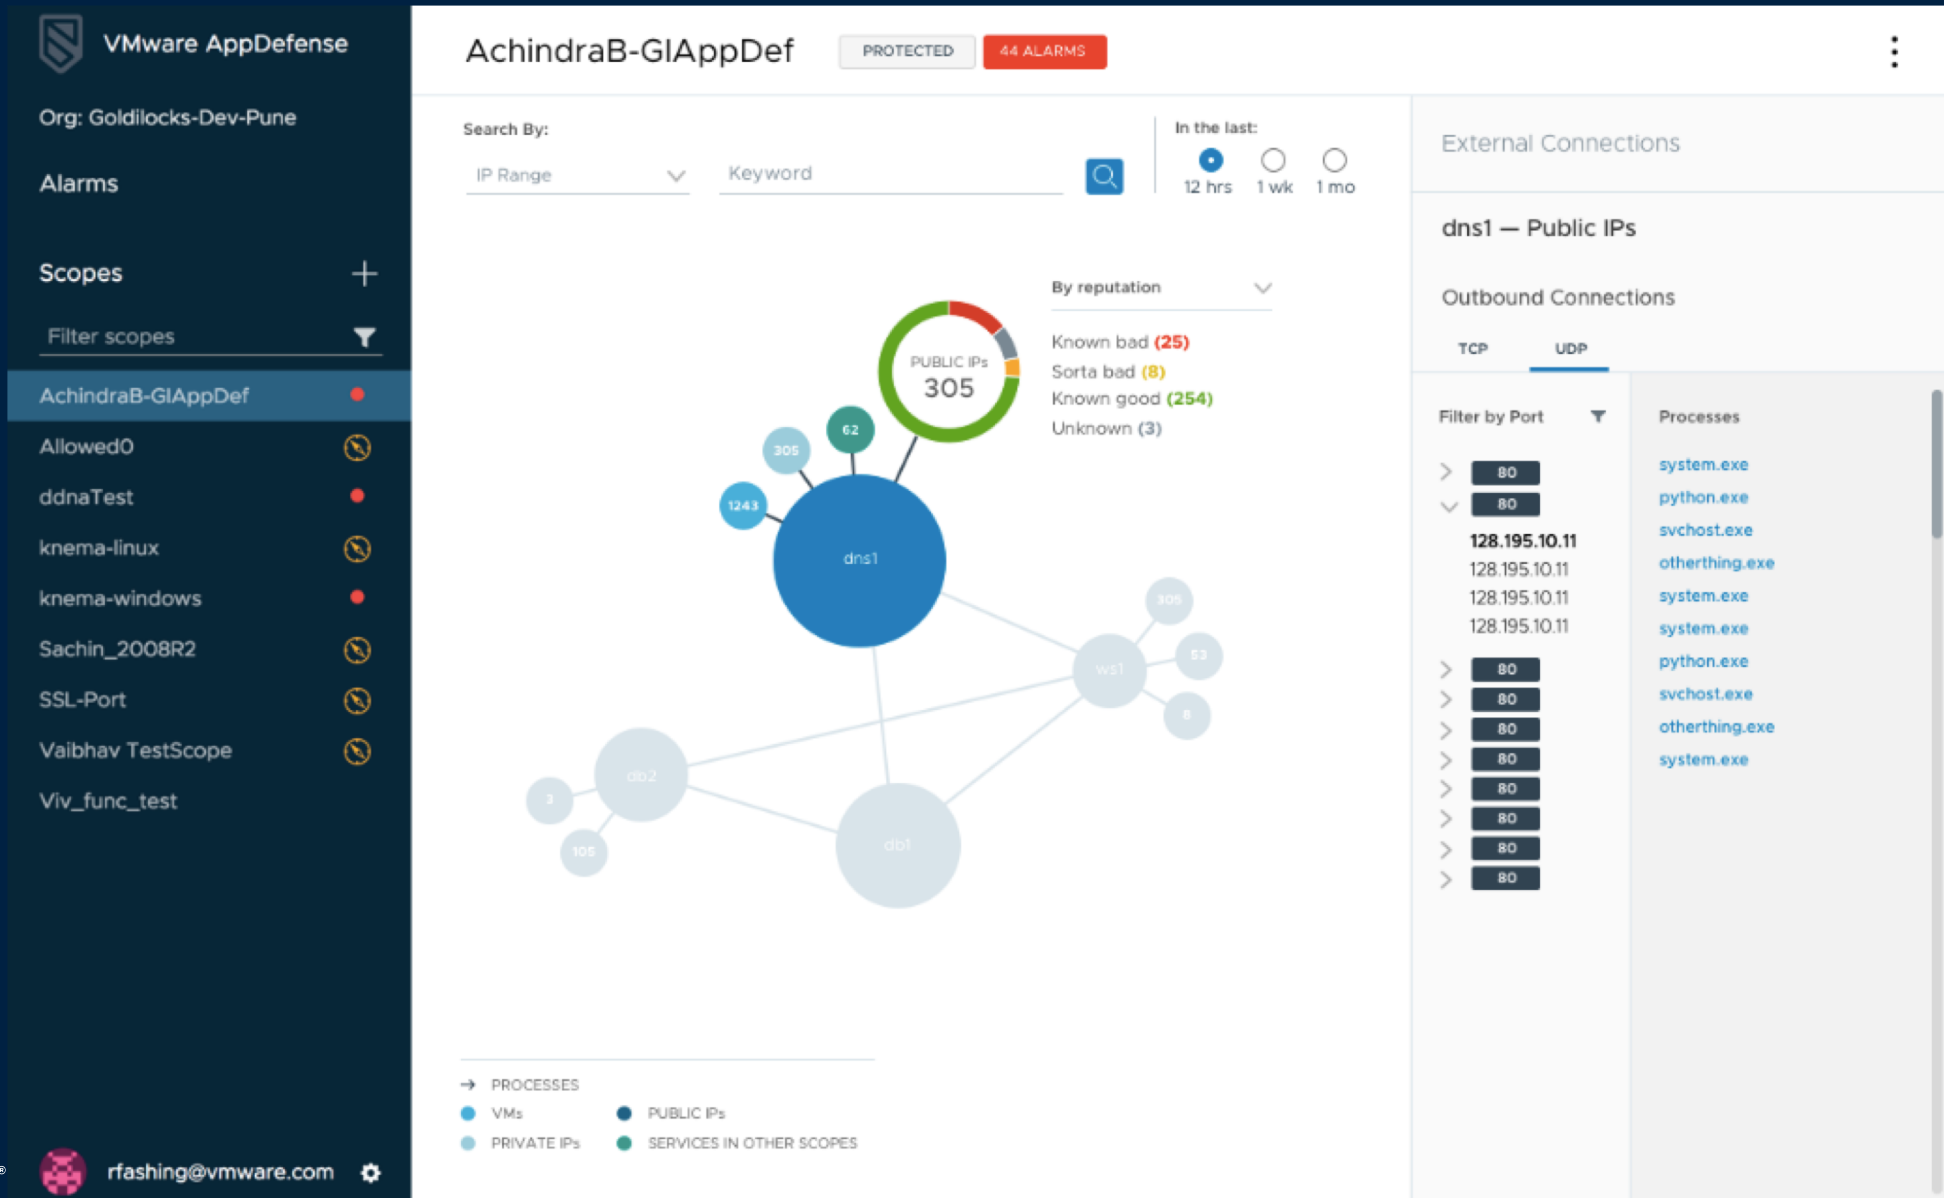 VMware AppDefense
Org: Goldilocks-Dev-Pune
Alarms
Scopes
Filter scopes
AchindraB-GIAppDef
Allowed0
ddnaTest
knema-linux
knema-windows
Sachin_2008R2
SSL-Port
Vaibhav TestScope
Viv_func_test
®
rfashing@vmware.com
AchindraB-GIAppDef
PROTECTED
44 ALARMS
Search By:
IP Range
Keyword
In the last:
12 hrs
1 wk
1 mo
By reputation
Known bad (25)
Sorta bad (8)
Known good (254)
Unknown (3)
PUBLIC IPs
305
62
305
1243
dns1
305
53
8
ws1
db2
3
105
db1
→ PROCESSES
VMs
PUBLIC IPs
PRIVATE IPs
SERVICES IN OTHER SCOPES
External Connections
dns1 — Public IPs
Outbound Connections
TCP
UDP
Filter by Port
80
80
128.195.10.11
128.195.10.11
128.195.10.11
128.195.10.11
80
80
80
80
80
80
80
80
Processes
system.exe
python.exe
svchost.exe
otherthing.exe
system.exe
system.exe
python.exe
svchost.exe
otherthing.exe
system.exe